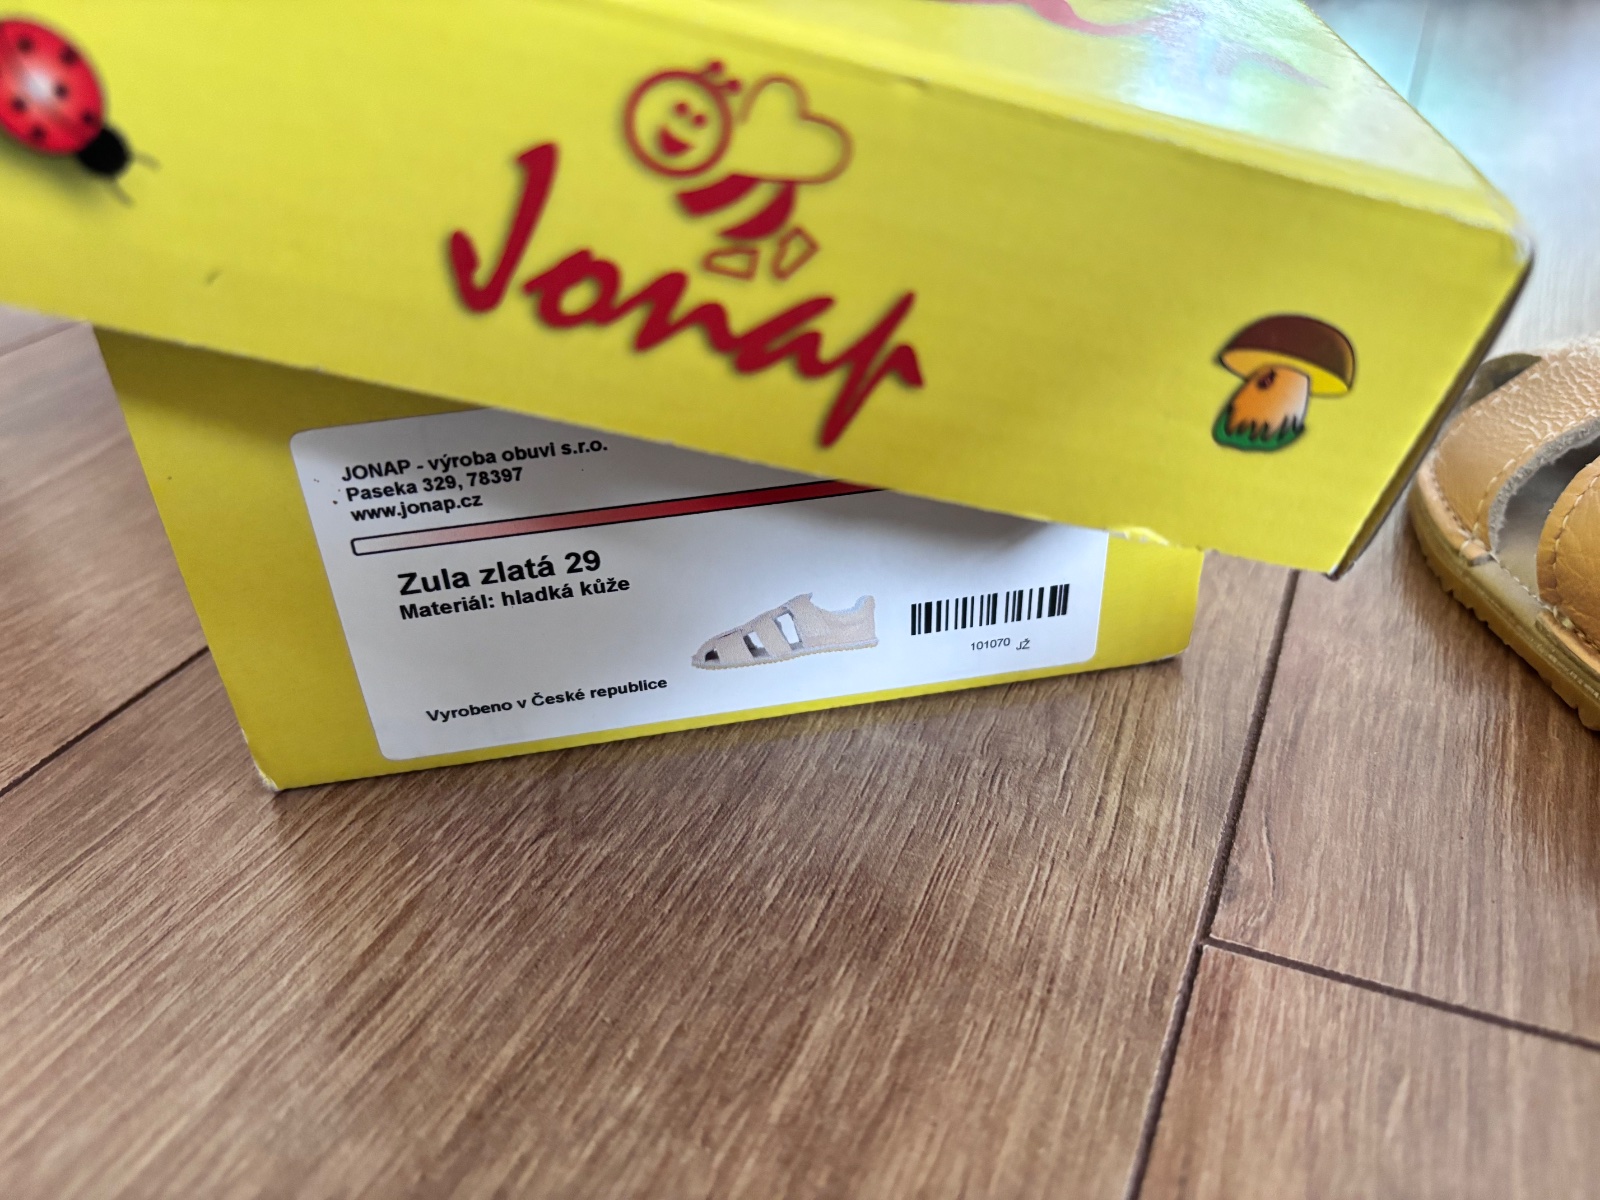 Jonap
JONAP - výroba obuvi s.r.o.
Paseka 329, 78397
www.jonap.cz
Zula zlatá 29
Materiál: hladká kůže
101070 JŽ
Vyrobeno v České republice